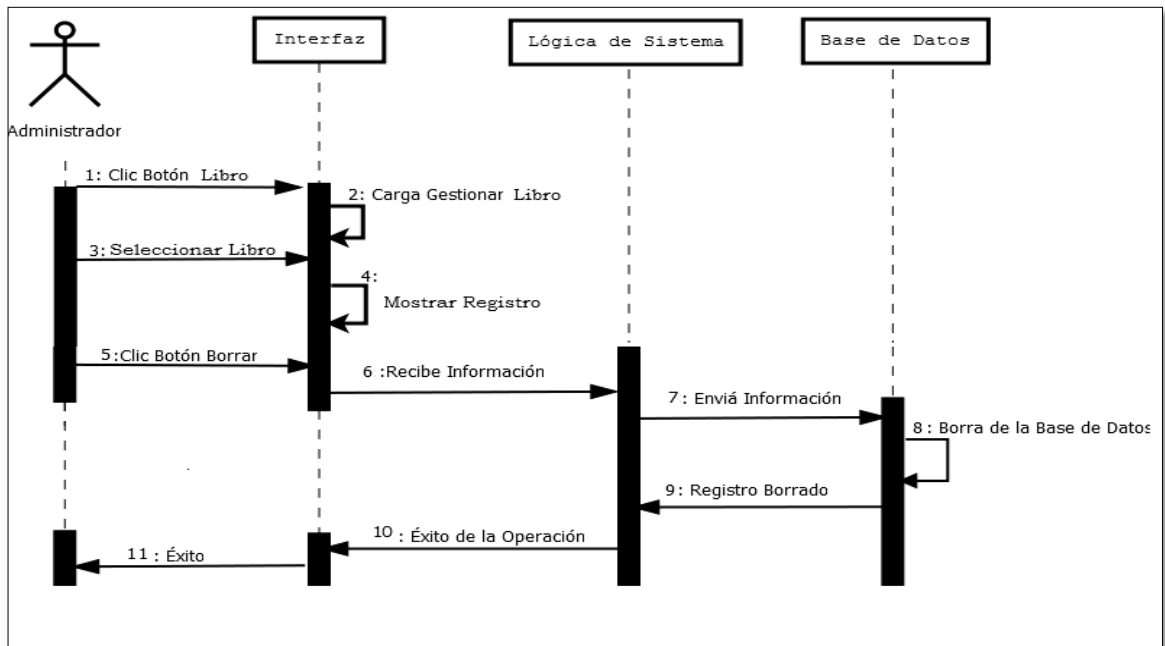 Interfaz
Lógica de Sistema
Base de Datos
Administrador
1: Clic Botón Libro
2: Carga Gestionar Libro
3: Seleccionar Libro
4:
Mostrar Registro
5:Clic Botón Borrar
6 :Recibe Información
7 : Enviá Información
8 : Borra de la Base de Datos
9: Registro Borrado
10 : Éxito de la Operación
11 : Éxito